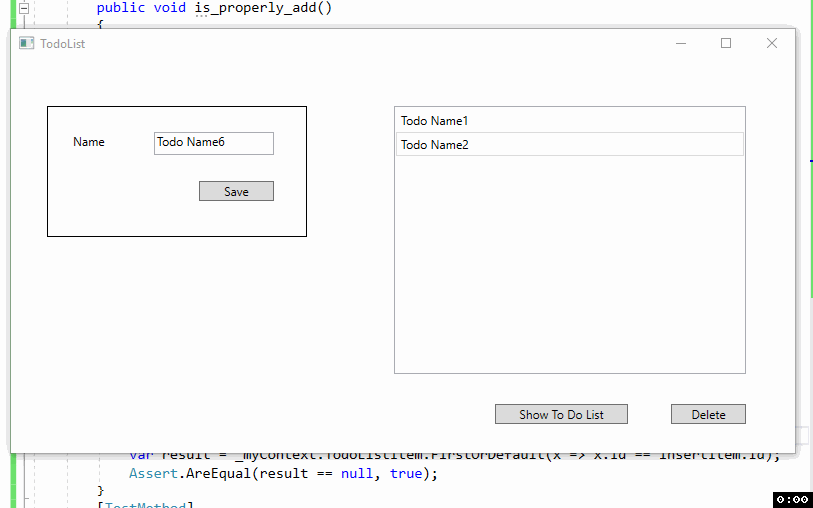 public void is_properly_add()
{
TodoList
Name
Todo Name6
Save
Todo Name1
Todo Name2
Show To Do List
Delete
var result = _myContext.TodoListItem.FirstOrDefault(x => x.Id == insertItem.Id);
Assert.AreEqual(result == null, true);
}
[TestMethod]
0:00